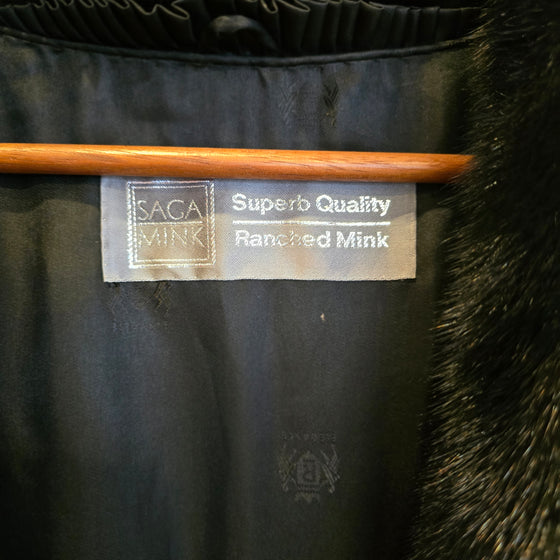 SAGA
MINK
Superb Quality
Ranched Mink